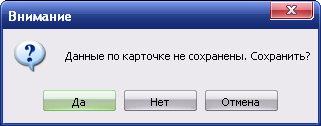 Внимание
Данные по карточке не сохранены. Сохранить?
Да
Нет
Отмена